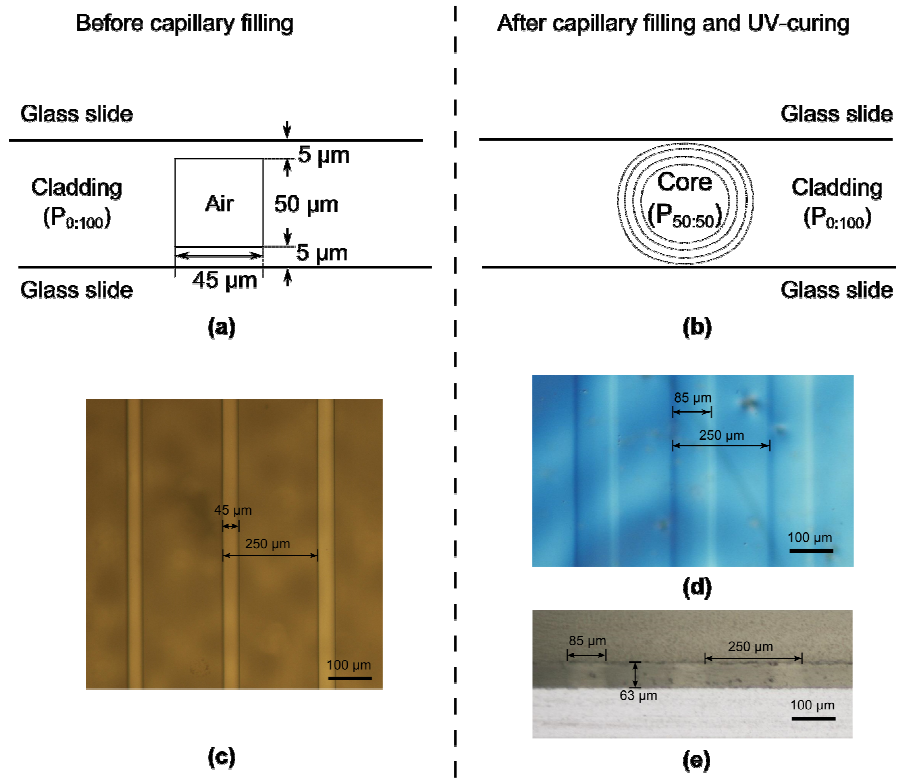 Before capillary filling
After capillary filling and UV-curing
Glass slide
5 µm
Cladding
(P0:100)
Air
50 µm
5 µm
45 µm
Glass slide
(a)
Glass slide
Core
(P50:50)
Cladding
(P0:100)
Glass slide
(b)
45 µm
250 µm
100 µm
(c)
85 µm
250 µm
100 µm
(d)
85 µm
250 µm
63 µm
100 µm
(e)